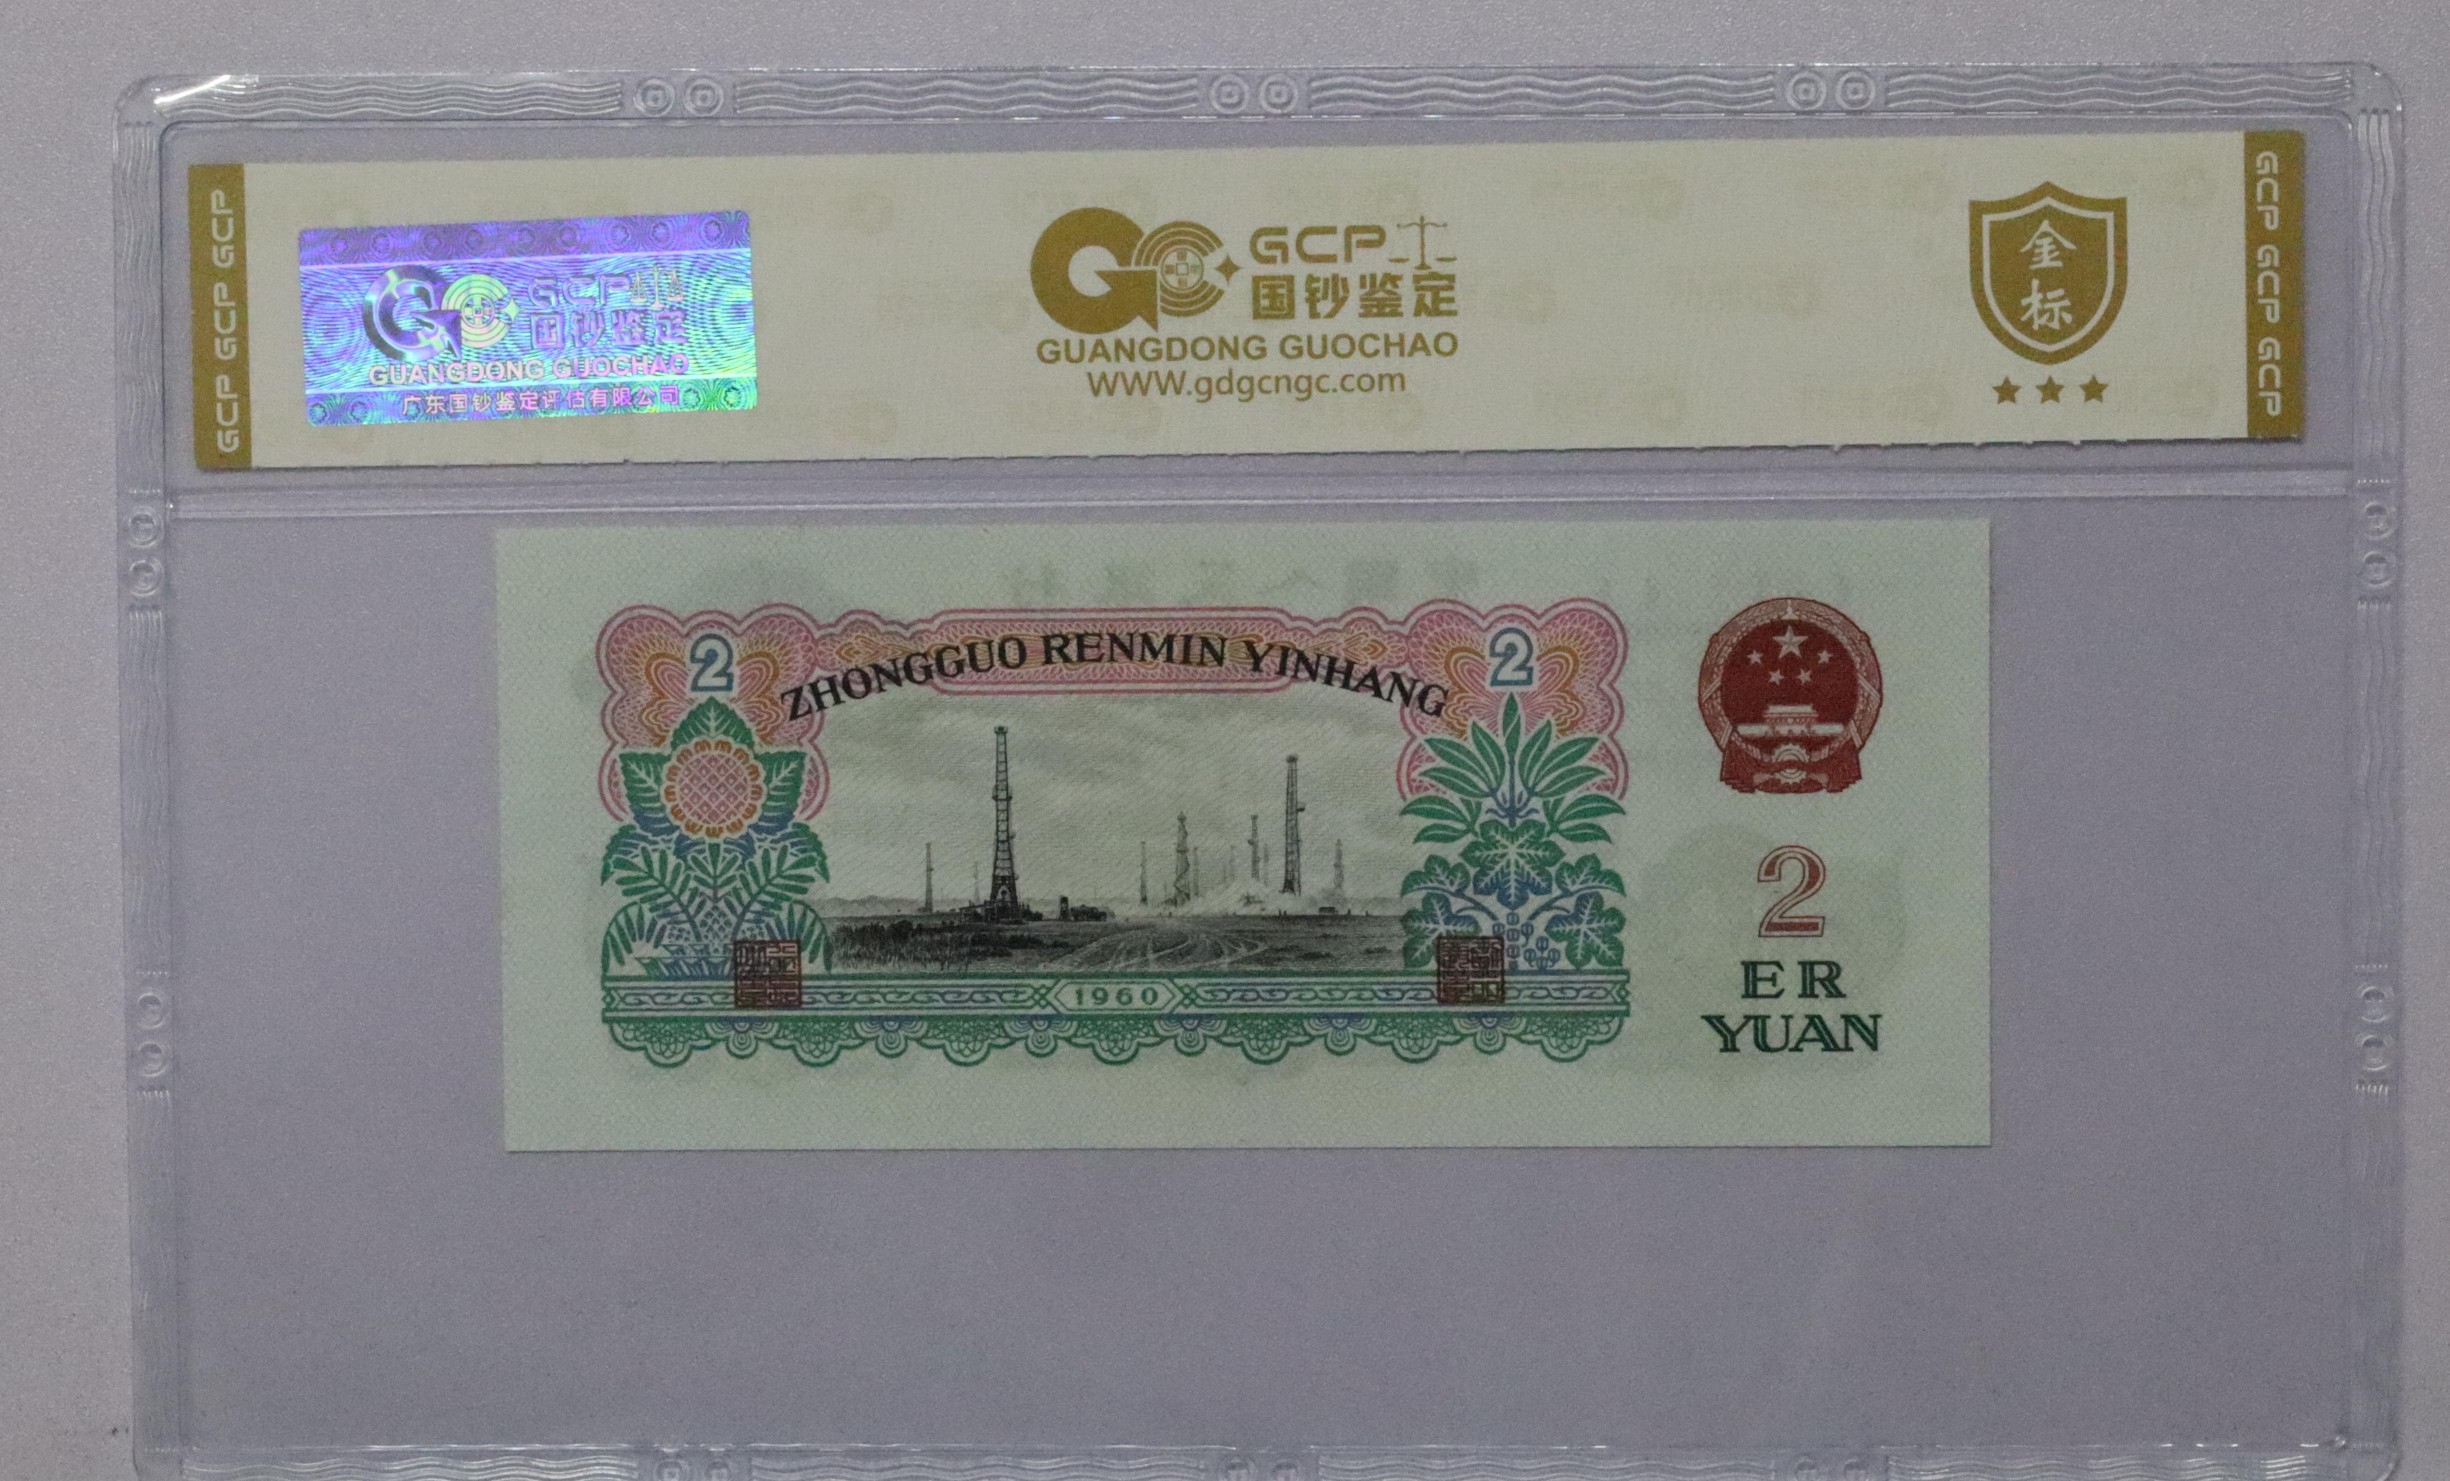 GCP GCP GCP
GCP
国钞鉴定
GUANGDONG GUOCHAO
广东国钞鉴定评估有限公司
GCP
国钞鉴定
GUANGDONG GUOCHAO
WWW.gdgcngc.com
金标
GCP GCP GCP
2
ZHONGGUO RENMIN YINHANG
2
1960
2
ER
YUAN